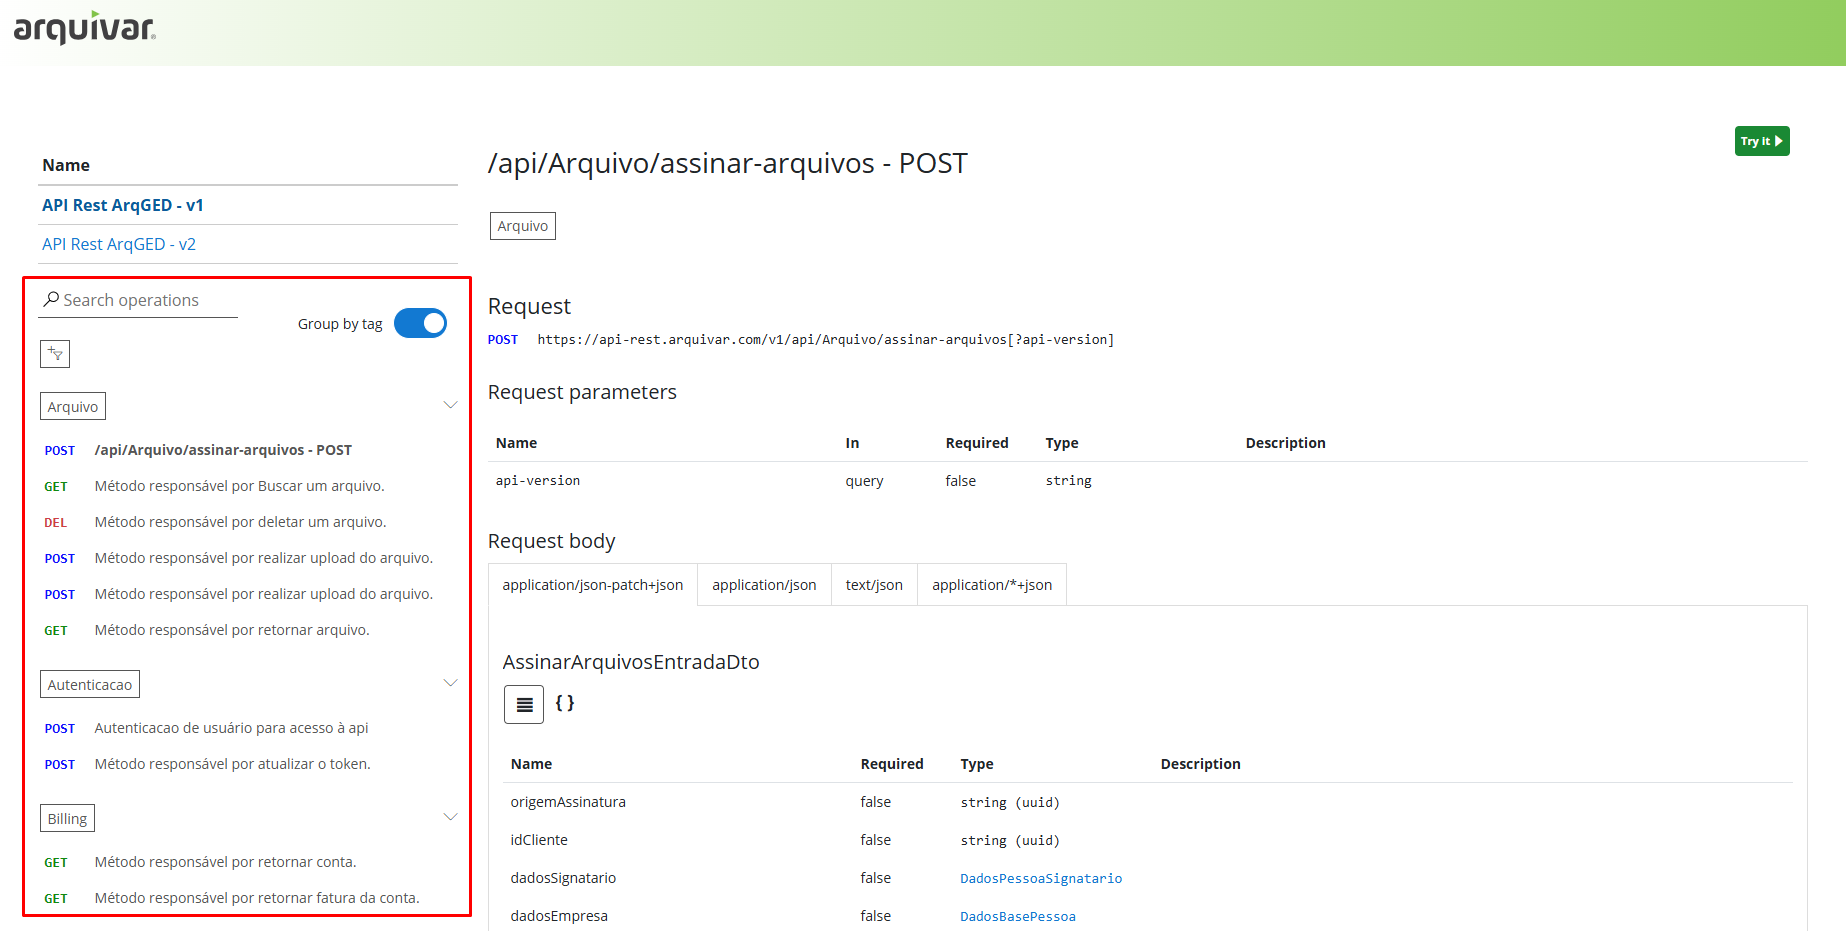 arquivar®
Name
API Rest ArqGED - v1
API Rest ArqGED - v2
Search operations
Group by tag
Arquivo
POST /api/Arquivo/assinar-arquivos - POST
GET Método responsável por Buscar um arquivo.
DEL Método responsável por deletar um arquivo.
POST Método responsável por realizar upload do arquivo.
POST Método responsável por realizar upload do arquivo.
GET Método responsável por retornar arquivo.
Autenticacao
POST Autenticacao de usuário para acesso à api
POST Método responsável por atualizar o token.
Billing
GET Método responsável por retornar conta.
GET Método responsável por retornar fatura da conta.
/api/Arquivo/assinar-arquivos - POST
Try it
Arquivo
Request
POST https://api-rest.arquivar.com/v1/api/Arquivo/assinar-arquivos[?api-version]
Request parameters
Name In Required Type Description
api-version query false string
Request body
application/json-patch+json application/json text/json application/*+json
AssinarArquivosEntradaDto
{ }
Name Required Type Description
origemAssinatura false string (uuid)
idCliente false string (uuid)
dadosSignatario false DadosPessoaSignatario
dadosEmpresa false DadosBasePessoa